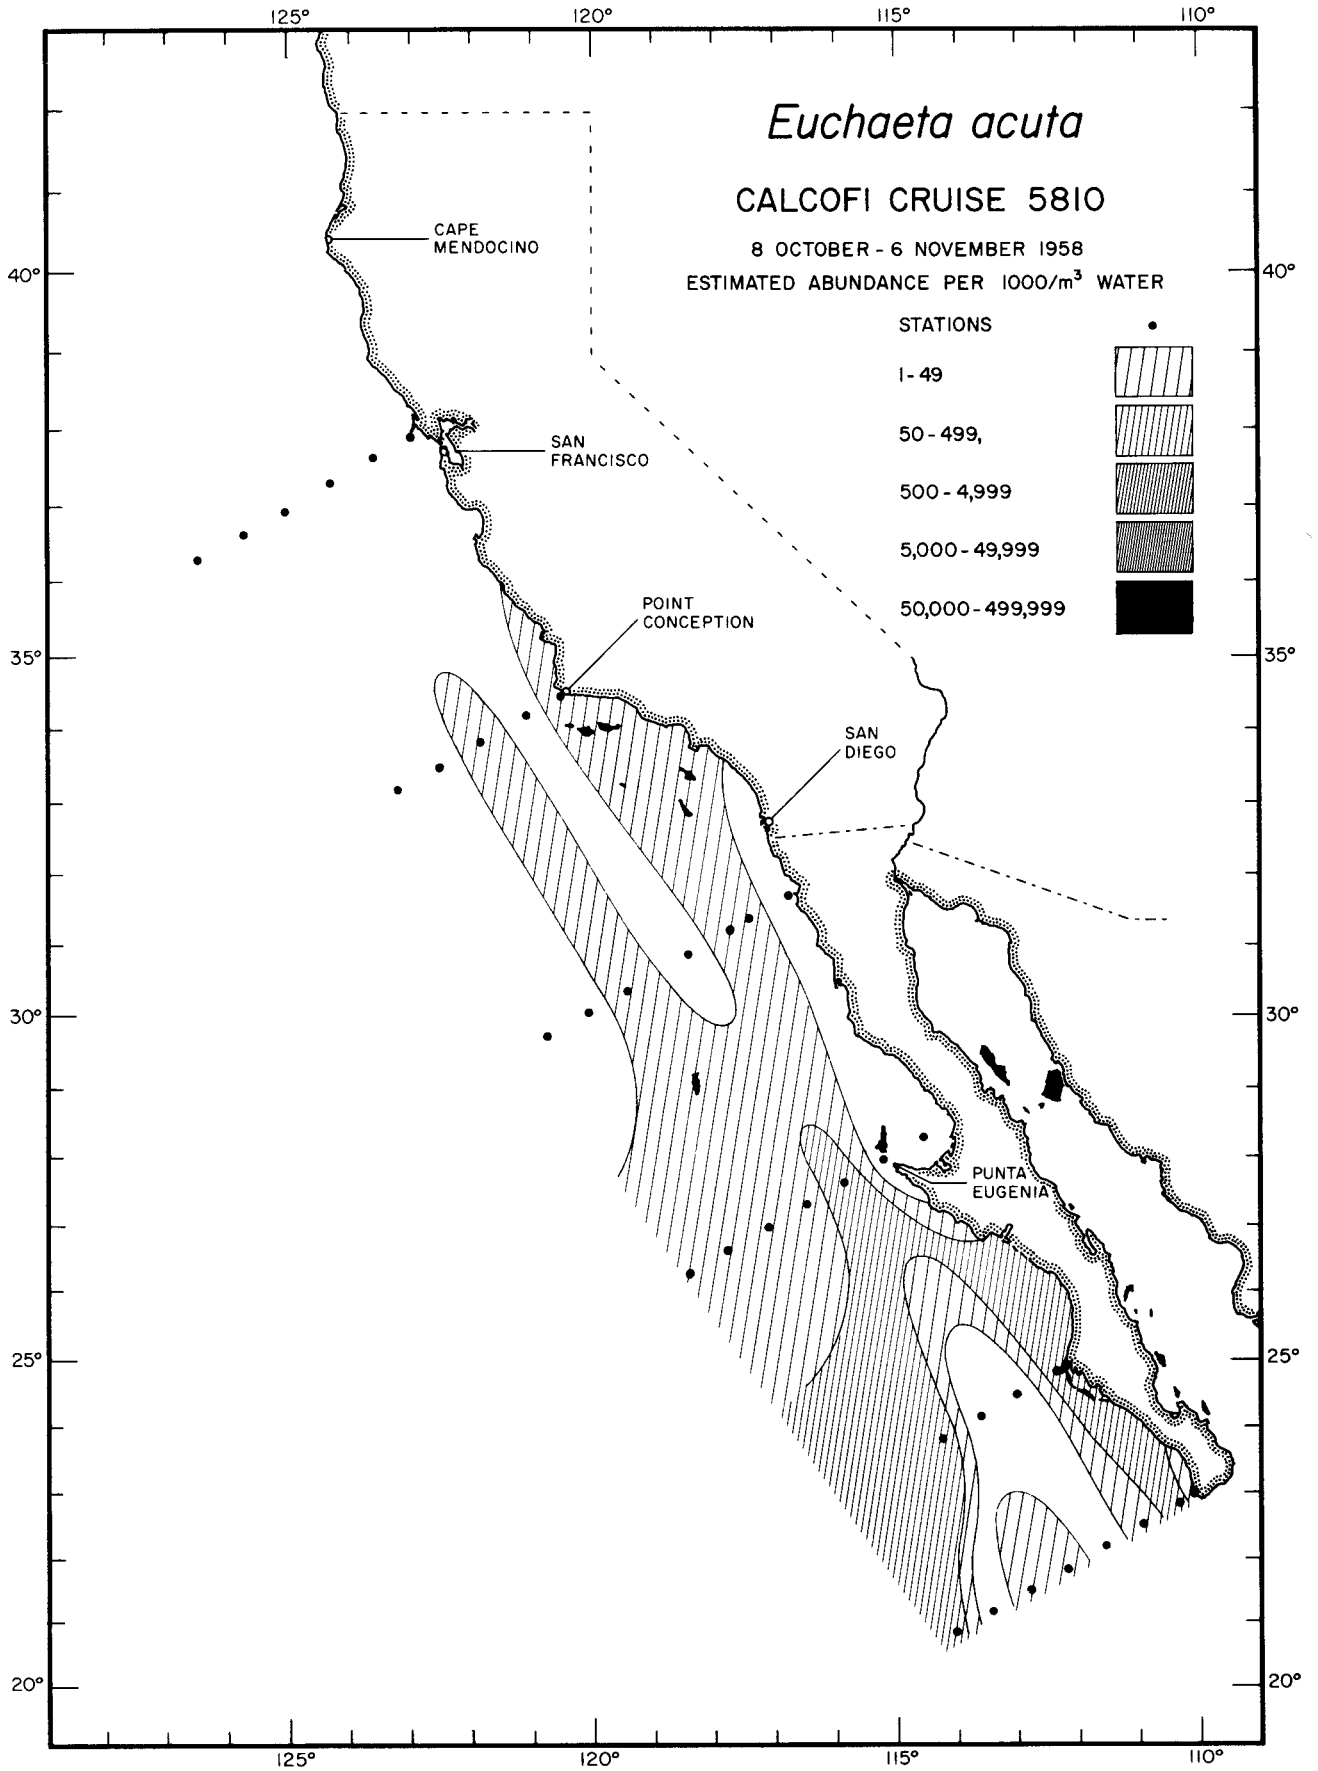 125° 120° 115° 110°
Euchaeta acuta
CALCOFI CRUISE 5810
8 OCTOBER - 6 NOVEMBER 1958
ESTIMATED ABUNDANCE PER 1000/m³ WATER
STATIONS
1 - 49
50 - 499,
500 - 4,999
5,000 - 49,999
50,000 - 499,999
CAPE
MENDOCINO
40° 40°
SAN
FRANCISCO
POINT
CONCEPTION
35° 35°
SAN
DIEGO
30° 30°
PUNTA
EUGENIA
25° 25°
20° 20°
125° 120° 115° 110°